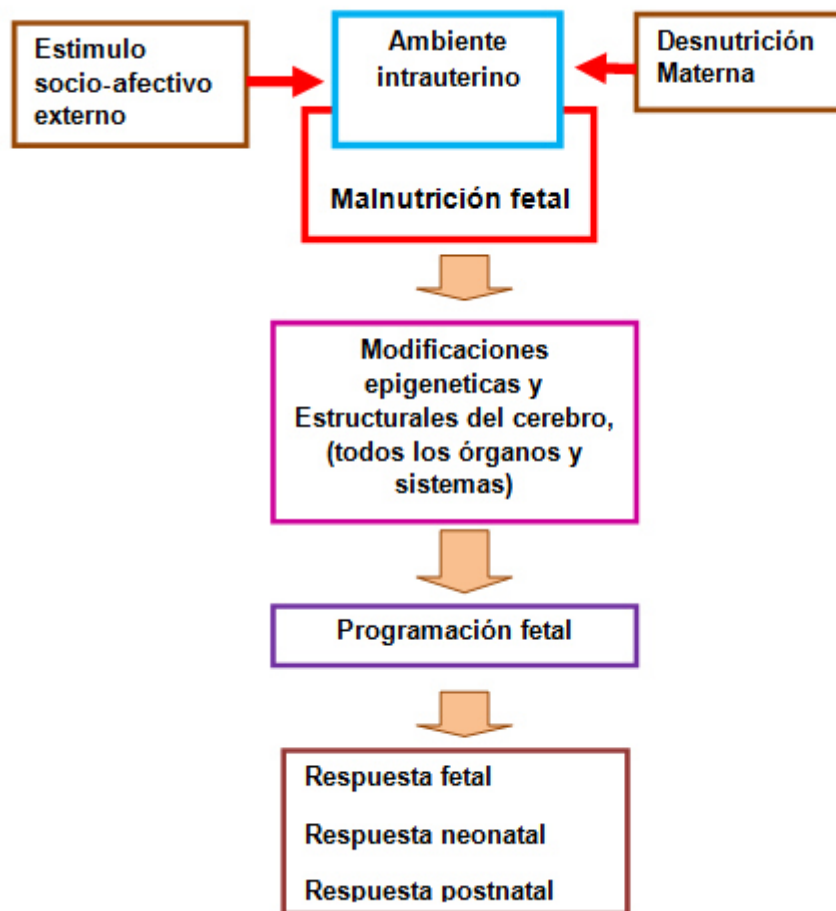 Estimulo
socio-afectivo
externo
Ambiente
intrauterino
Desnutrición
Materna
Malnutrición fetal
Modificaciones
epigeneticas y
Estructurales del cerebro,
(todos los órganos y
sistemas)
Programación fetal
Respuesta fetal
Respuesta neonatal
Respuesta postnatal